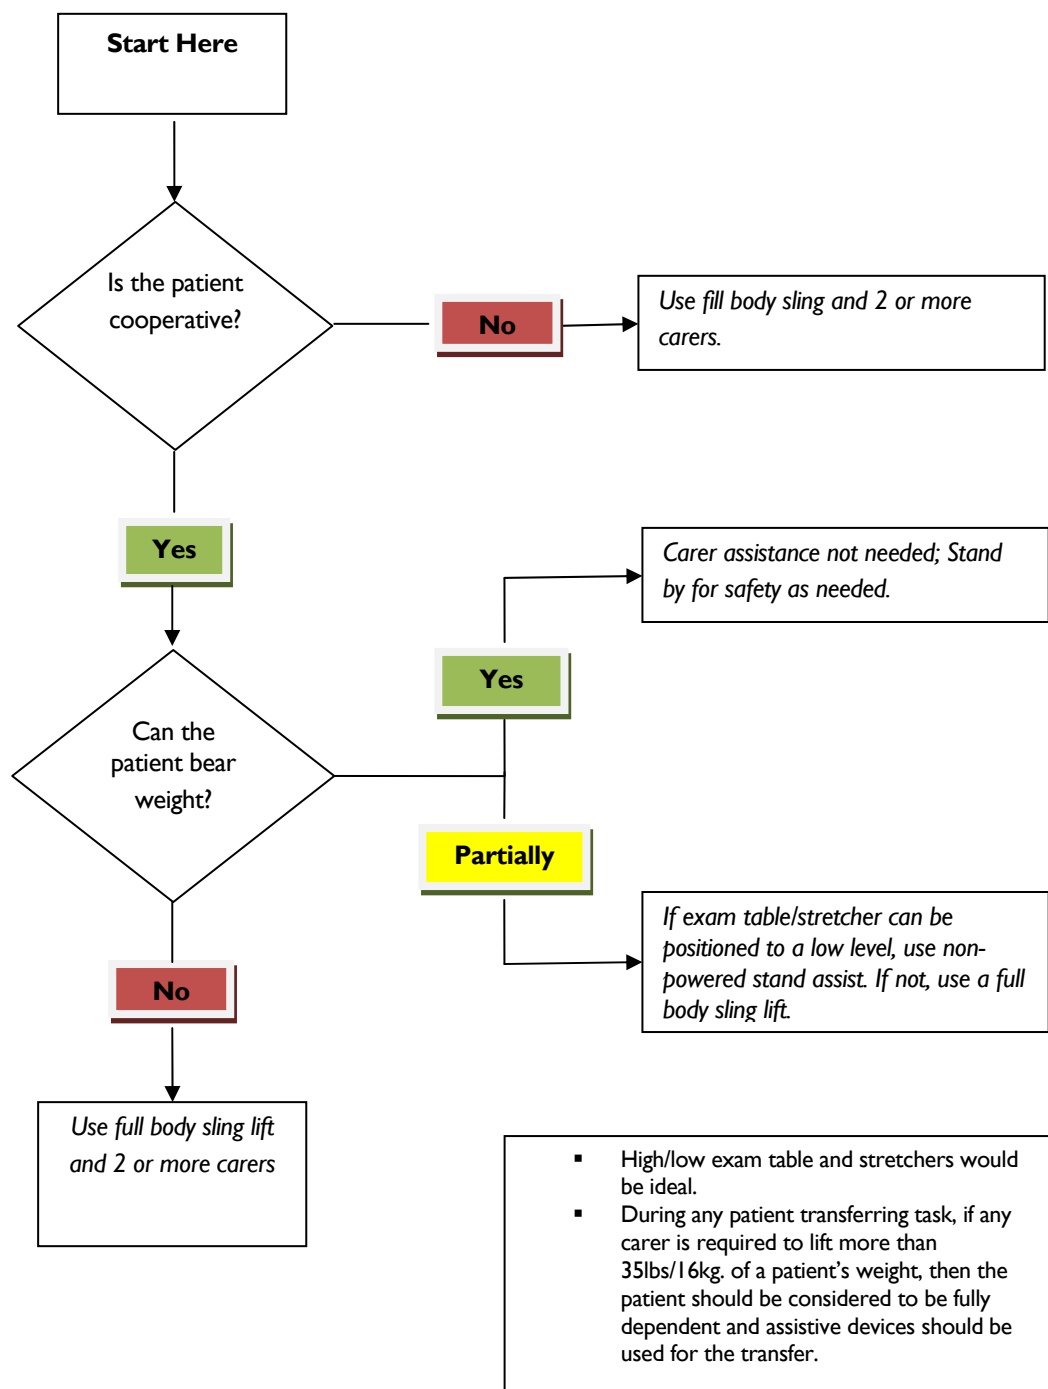 Start Here
Is the patient
cooperative?
No
Use fill body sling and 2 or more
carers.
Yes
Carer assistance not needed; Stand
by for safety as needed.
Yes
Can the
patient bear
weight?
Partially
If exam table/stretcher can be
positioned to a low level, use non-
powered stand assist. If not, use a full
body sling lift.
No
Use full body sling lift
and 2 or more carers
▪ High/low exam table and stretchers would
be ideal.
▪ During any patient transferring task, if any
carer is required to lift more than
35lbs/16kg. of a patient’s weight, then the
patient should be considered to be fully
dependent and assistive devices should be
used for the transfer.